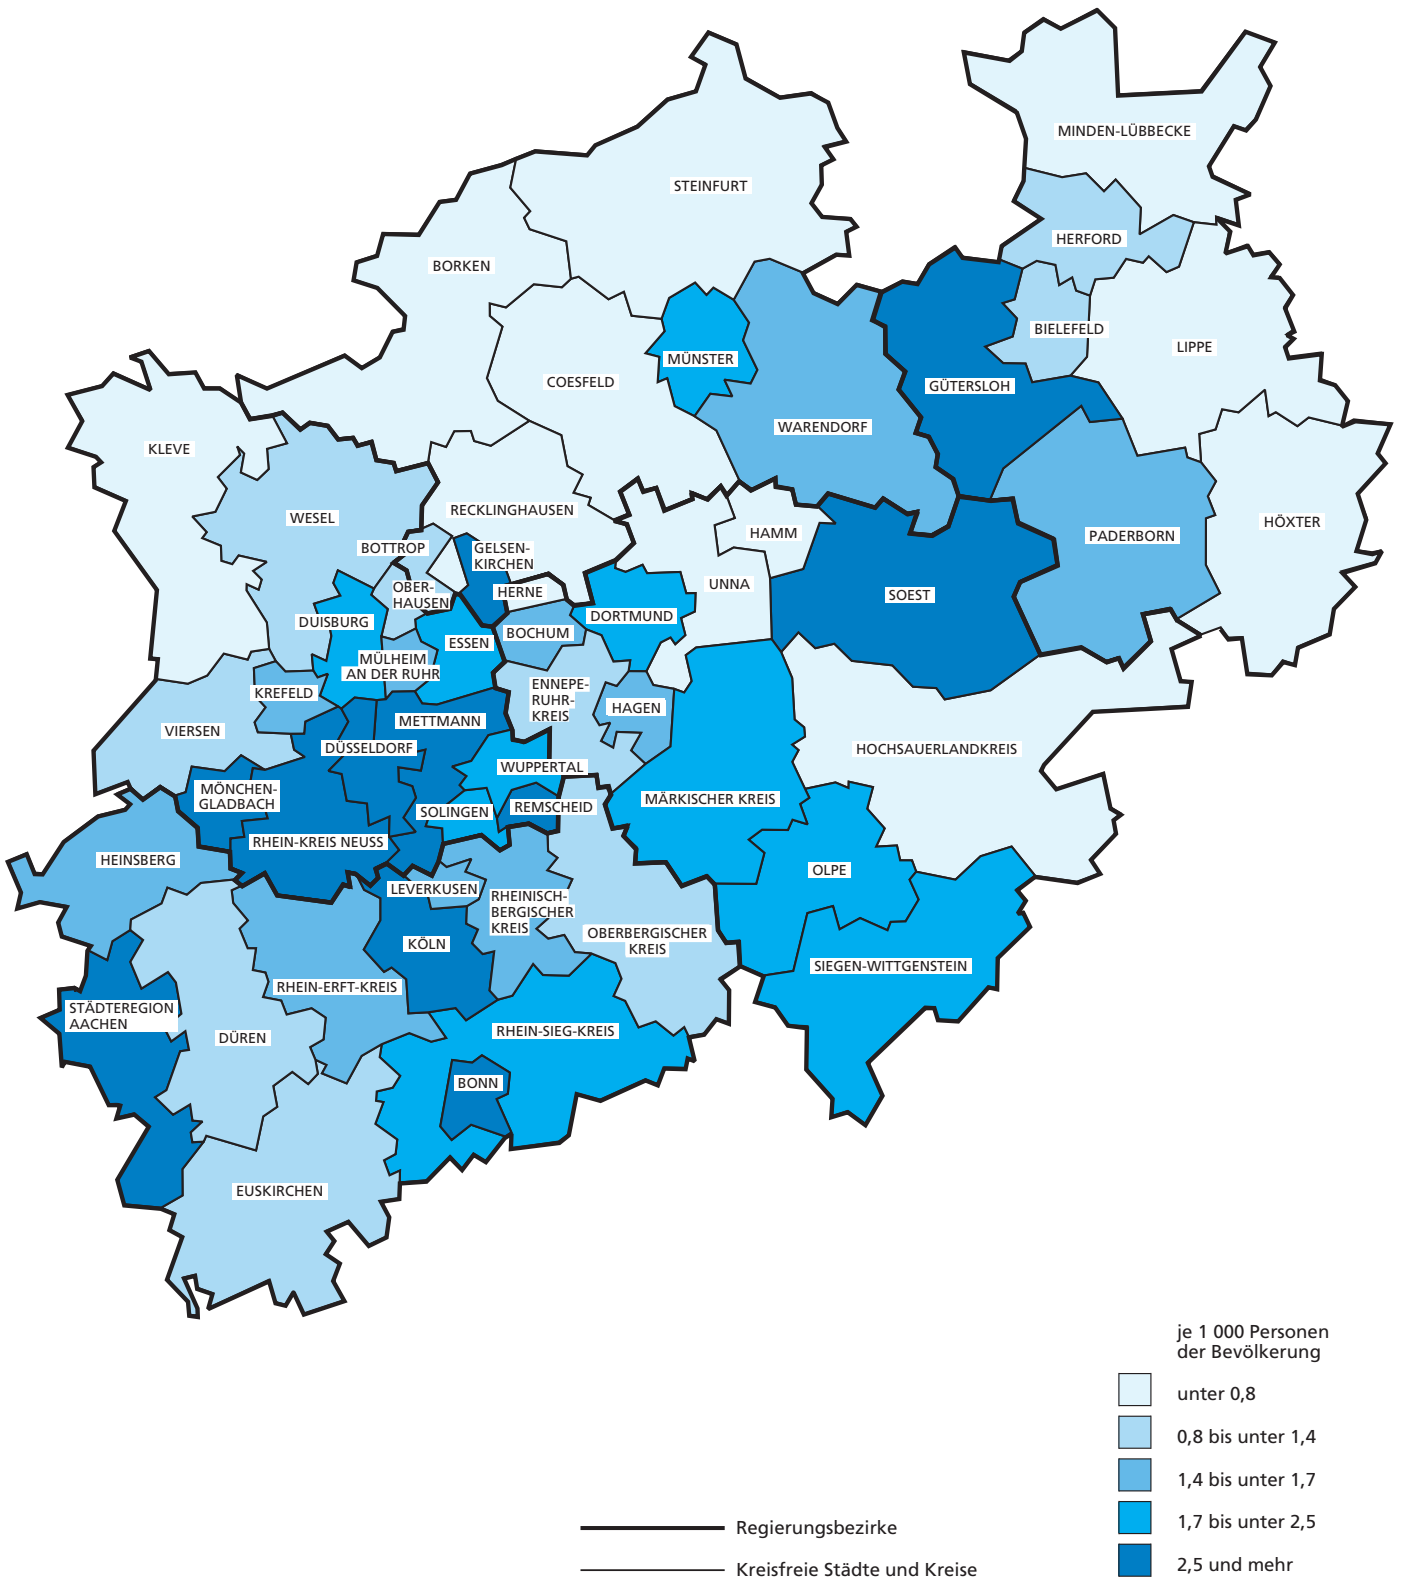 MINDEN-LÜBBECKE
STEINFURT
HERFORD
BORKEN
BIELEFELD
LIPPE
MÜNSTER
COESFELD
GÜTERSLOH
WARENDORF
KLEVE
RECKLINGHAUSEN
WESEL
HÖXTER
HAMM
PADERBORN
BOTTROP
GELSEN-
KIRCHEN
UNNA
OBER-
HAUSEN
HERNE
SOEST
DUISBURG
DORTMUND
BOCHUM
ESSEN
MÜLHEIM
AN DER RUHR
KREFELD
ENNEPE-
RUHR-
KREIS
HAGEN
METTMANN
VIERSEN
DÜSSELDORF
HOCHSAUERLANDKREIS
WUPPERTAL
MÖNCHEN-
GLADBACH
MÄRKISCHER KREIS
REMSCHEID
SOLINGEN
RHEIN-KREIS NEUSS
HEINSBERG
OLPE
LEVERKUSEN
RHEINISCH-
BERGISCHER
KREIS
OBERBERGISCHER
KREIS
KÖLN
SIEGEN-WITTGENSTEIN
RHEIN-ERFT-KREIS
STÄDTEREGION
AACHEN
RHEIN-SIEG-KREIS
DÜREN
BONN
EUSKIRCHEN
je 1 000 Personen
der Bevölkerung
unter 0,8
0,8 bis unter 1,4
1,4 bis unter 1,7
1,7 bis unter 2,5
2,5 und mehr
Regierungsbezirke
Kreisfreie Städte und Kreise